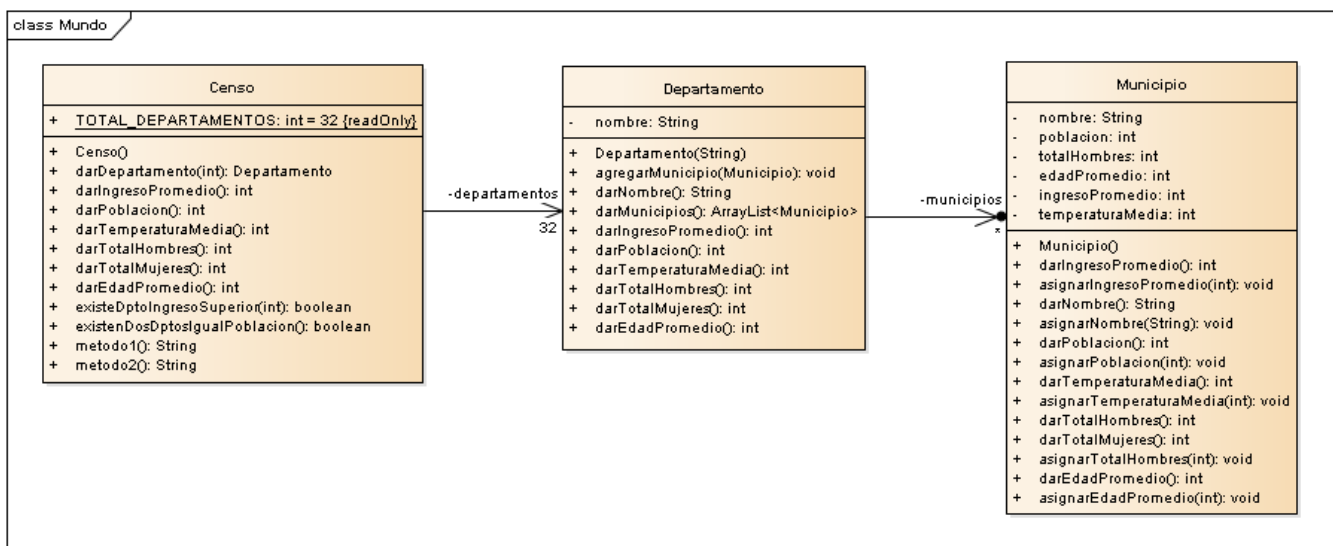 class Mundo
Censo
+ TOTAL_DEPARTAMENTOS: int = 32 {readOnly}
+ Censo()
+ darDepartamento(int): Departamento
+ darIngresoPromedio(): int
+ darPoblacion(): int
+ darTemperaturaMedia(): int
+ darTotalHombres(): int
+ darTotalMujeres(): int
+ darEdadPromedio(): int
+ existeDptoIngresoSuperior(int): boolean
+ existenDosDptosIgualPoblacion(): boolean
+ metodo1(): String
+ metodo2(): String
-departamentos
32
Departamento
- nombre: String
+ Departamento(String)
+ agregarMunicipio(Municipio): void
+ darNombre(): String
+ darMunicipios(): ArrayList<Municipio>
+ darIngresoPromedio(): int
+ darPoblacion(): int
+ darTemperaturaMedia(): int
+ darTotalHombres(): int
+ darTotalMujeres(): int
+ darEdadPromedio(): int
-municipios
*
Municipio
- nombre: String
- poblacion: int
- totalHombres: int
- edadPromedio: int
- ingresoPromedio: int
- temperaturaMedia: int
+ Municipio()
+ darIngresoPromedio(): int
+ asignarIngresoPromedio(int): void
+ darNombre(): String
+ asignarNombre(String): void
+ darPoblacion(): int
+ asignarPoblacion(int): void
+ darTemperaturaMedia(): int
+ asignarTemperaturaMedia(int): void
+ darTotalHombres(): int
+ darTotalMujeres(): int
+ asignarTotalHombres(int): void
+ darEdadPromedio(): int
+ asignarEdadPromedio(int): void